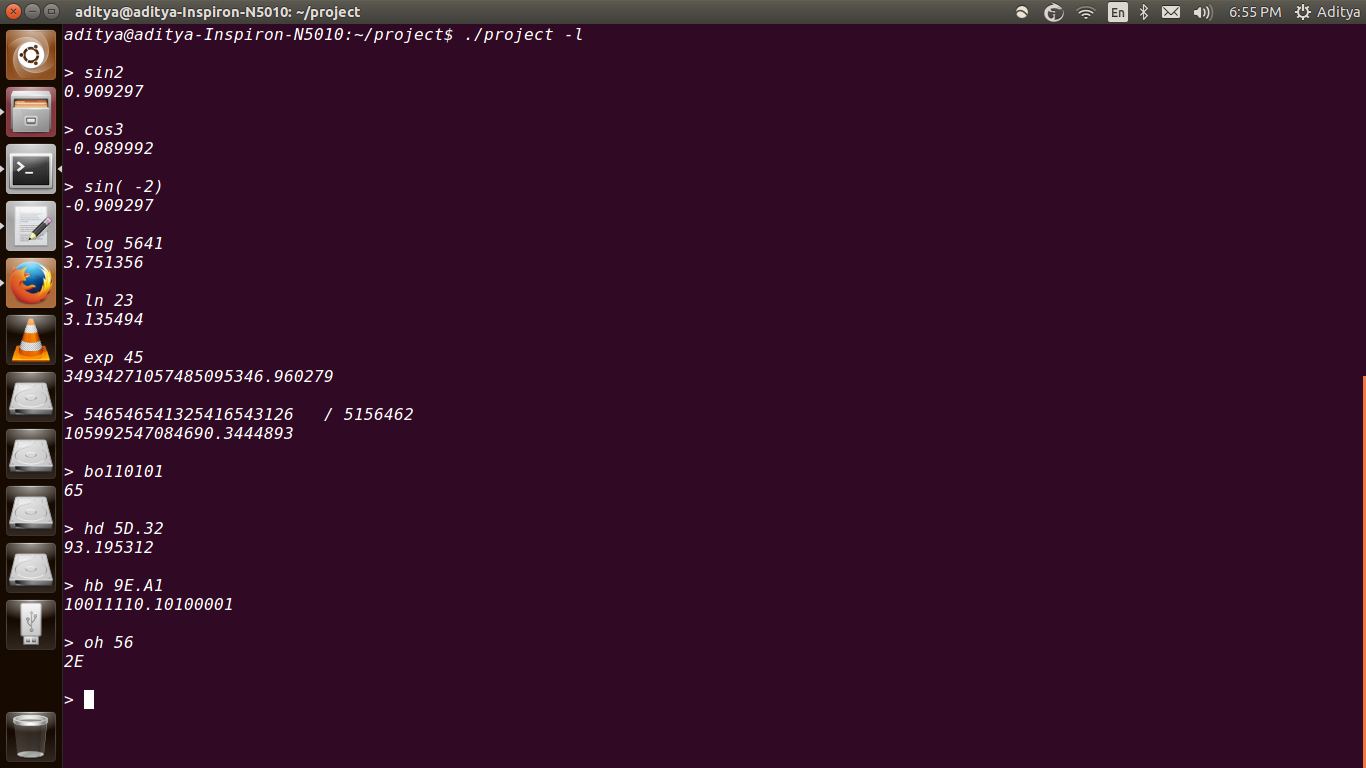 aditya@aditya-Inspiron-N5010: ~/project
En
6:55 PM
Aditya
aditya@aditya-Inspiron-N5010:~/project$ ./project -l
> sin2
0.909297
> cos3
-0.989992
> sin( -2)
-0.909297
> log 5641
3.751356
> ln 23
3.135494
> exp 45
34934271057485095346.960279
> 546546541325416543126   / 5156462
105992547084690.3444893
> bo110101
65
> hd 5D.32
93.195312
> hb 9E.A1
10011110.10100001
> oh 56
2E
>